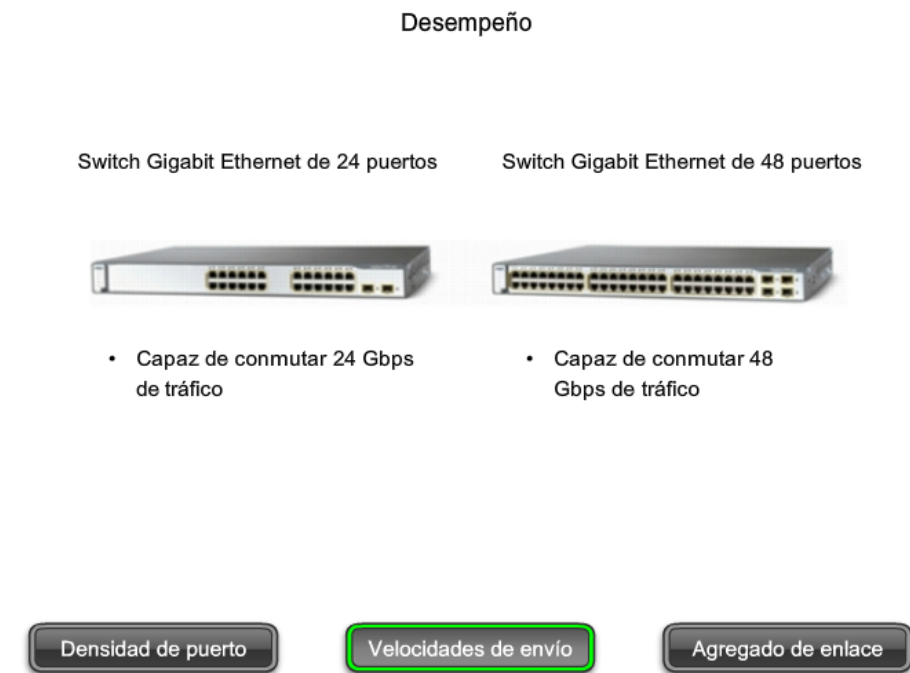 Desempeño
Switch Gigabit Ethernet de 24 puertos
Switch Gigabit Ethernet de 48 puertos
• Capaz de conmutar 24 Gbps
de tráfico
• Capaz de conmutar 48
Gbps de tráfico
Densidad de puerto
Velocidades de envío
Agregado de enlace